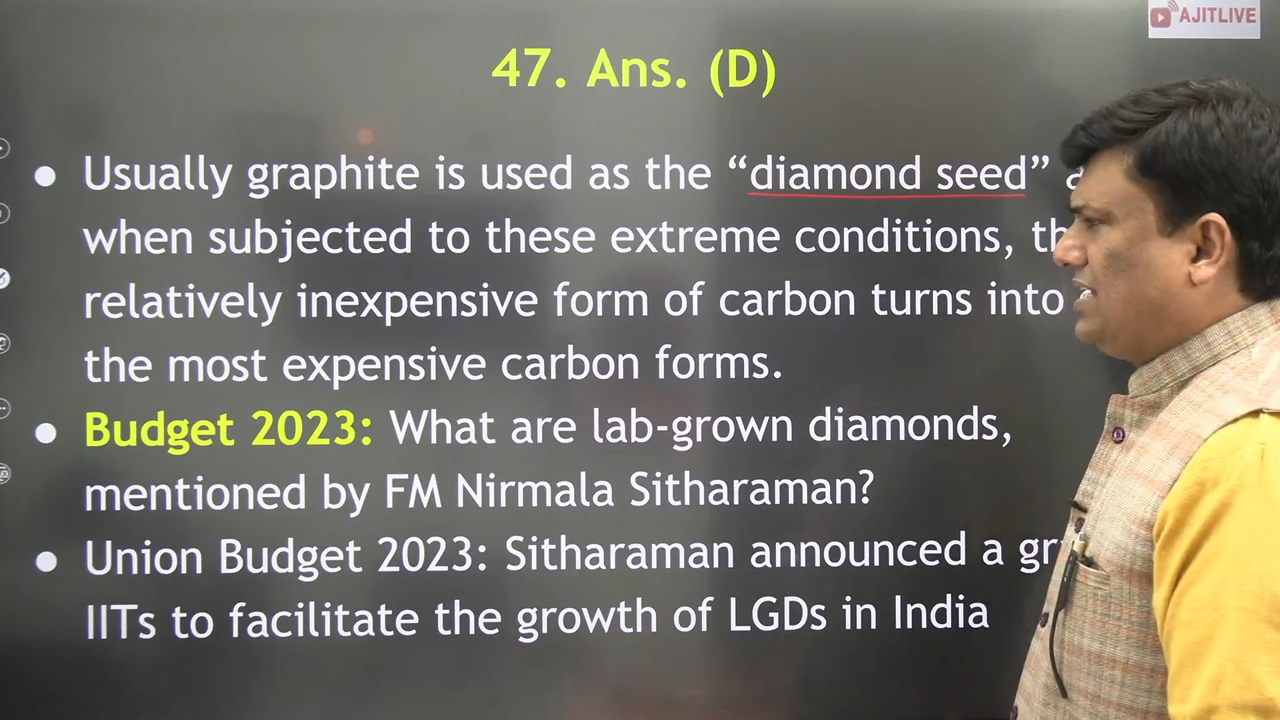 AJITLIVE
47. Ans. (D)
● Usually graphite is used as the “diamond seed”
when subjected to these extreme conditions,
relatively inexpensive form of carbon turns into
the most expensive carbon forms.
● Budget 2023: What are lab-grown diamonds,
mentioned by FM Nirmala Sitharaman?
● Union Budget 2023: Sitharaman announced a
IITs to facilitate the growth of LGDs in India